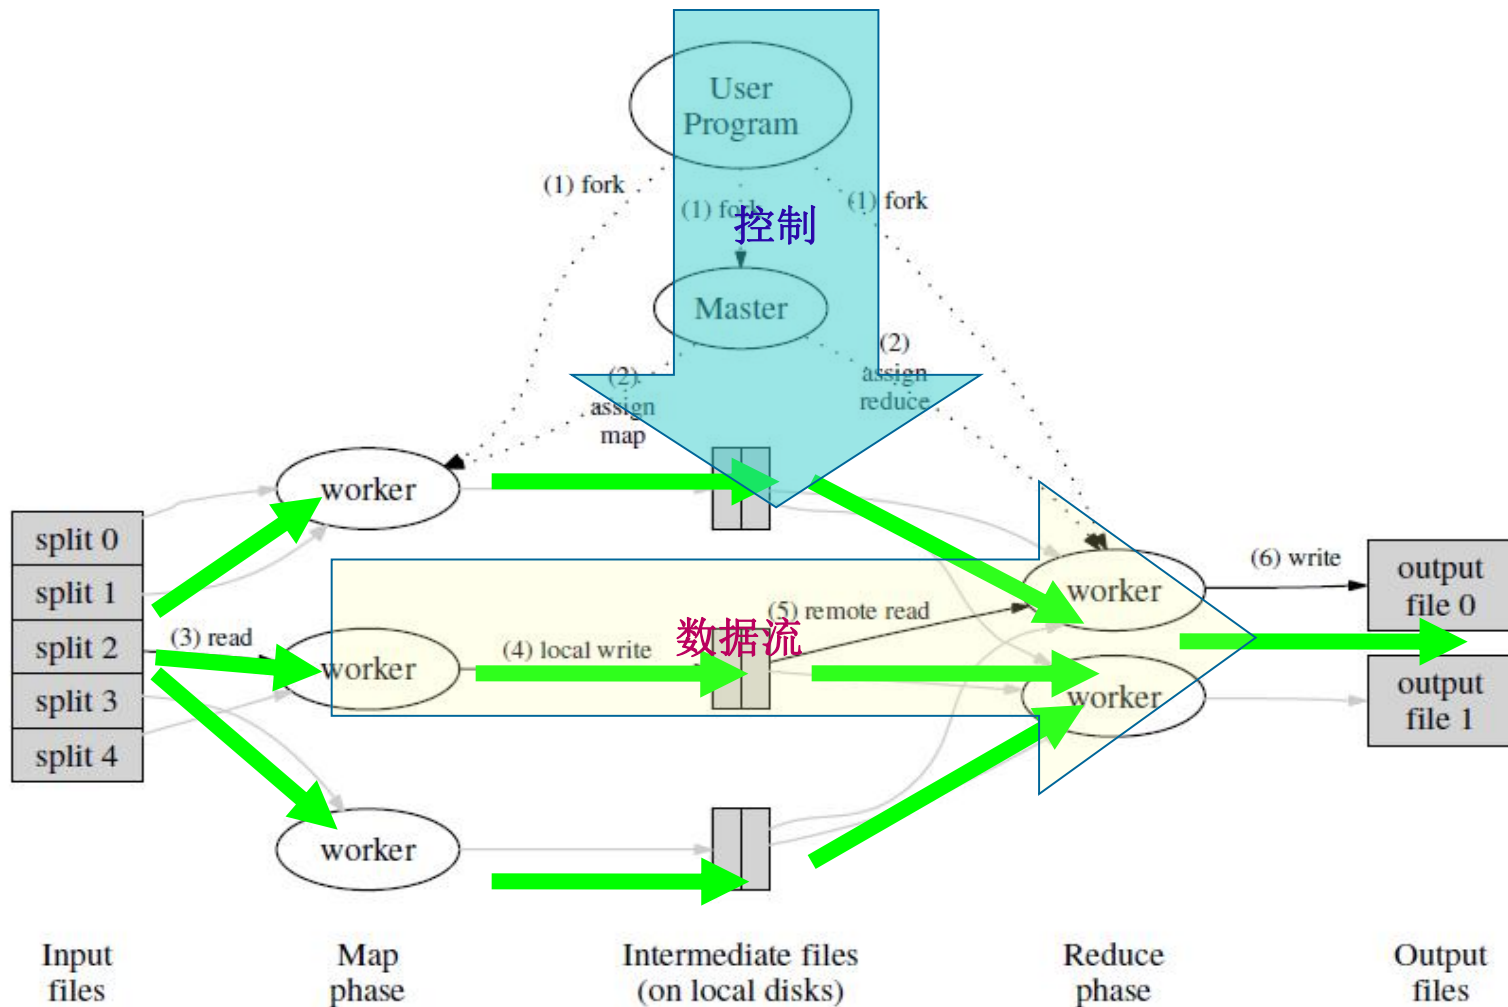 User
Program
(1) fork
(1) fork
(1) fork
控制
Master
(2)
assign
map
(2)
assign
reduce
worker
split 0
split 1
split 2
split 3
split 4
(3) read
worker
(4) local write
数据流
(5) remote read
worker
(6) write
output
file 0
worker
output
file 1
worker
Input
files
Map
phase
Intermediate files
(on local disks)
Reduce
phase
Output
files